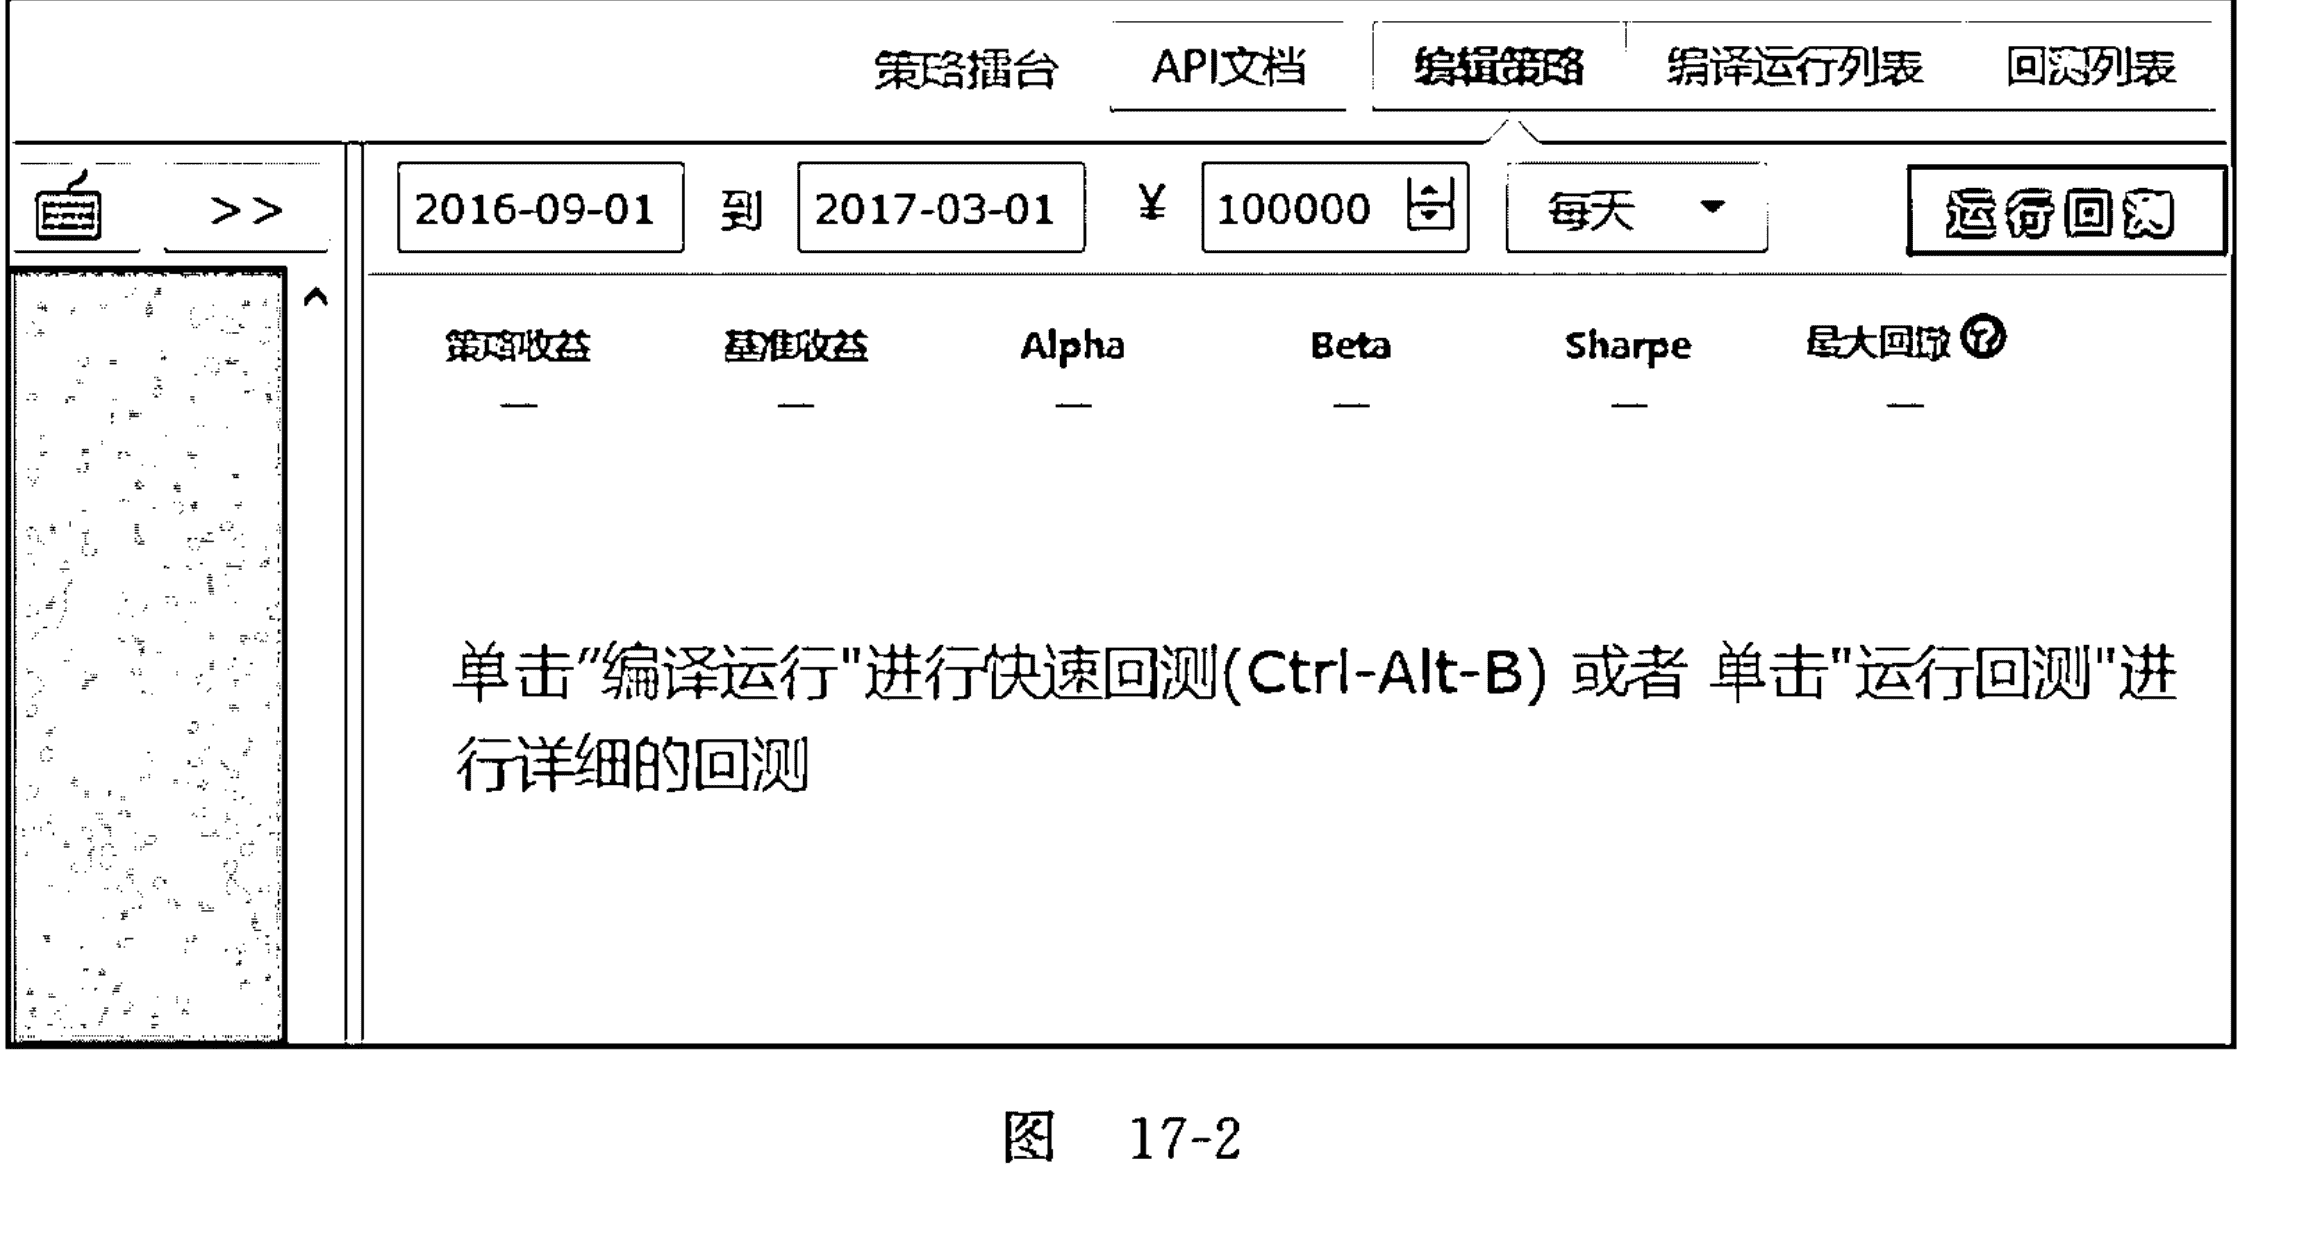 策略擂台 API文档 编辑策略 编译运行列表 回测列表
>> 2016-09-01 到 2017-03-01 ¥ 100000 每天 运行回测
策略收益 基准收益 Alpha Beta Sharpe 最大回撤
— — — — — —
单击"编译运行"进行快速回测(Ctrl-Alt-B) 或者 单击"运行回测"进
行详细的回测
图 17-2